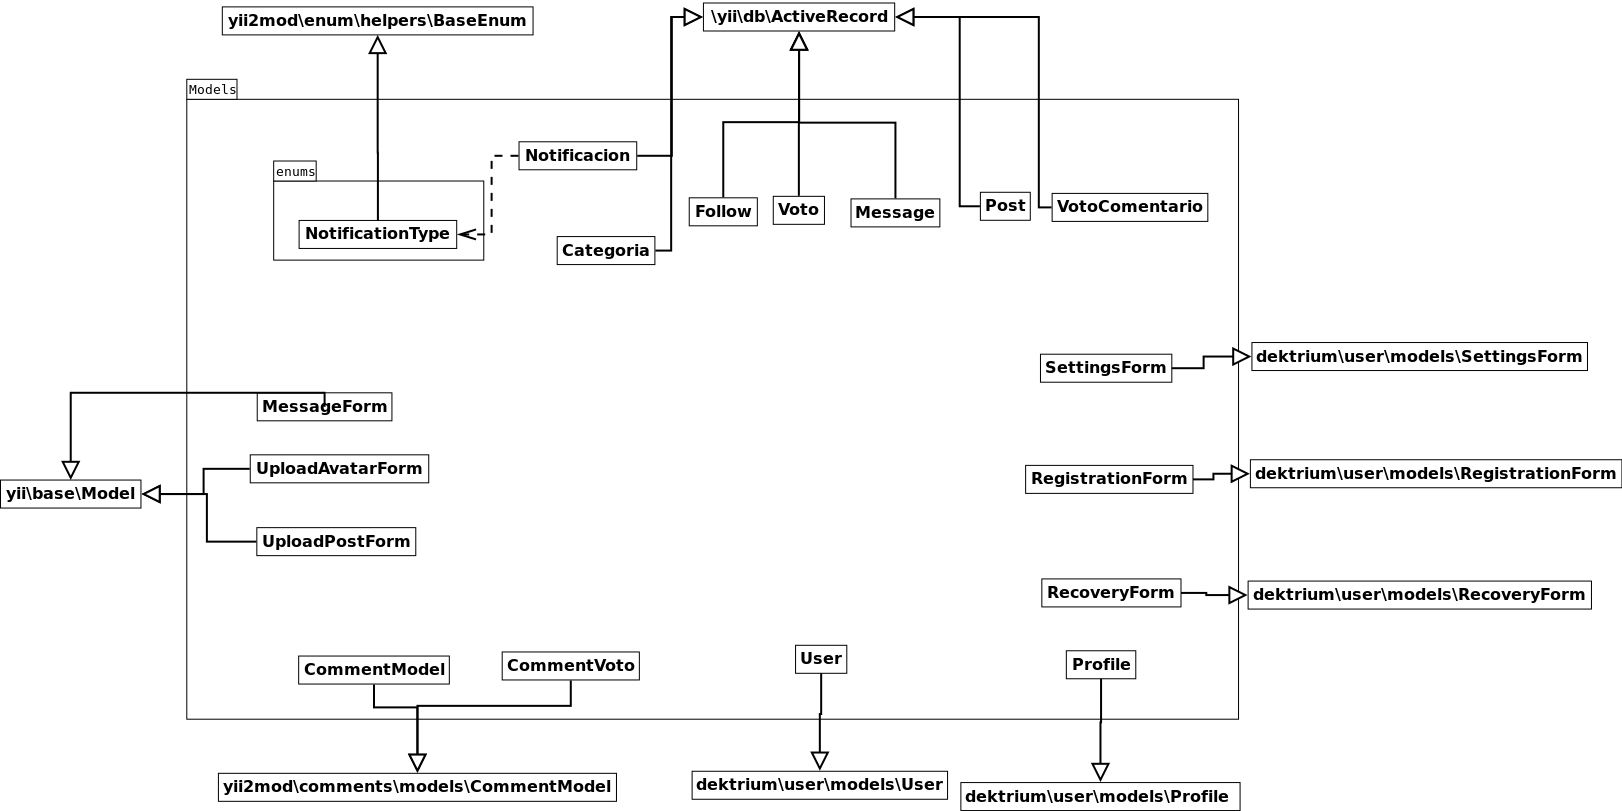 yii2mod\enum\helpers\BaseEnum
\yii\db\ActiveRecord
Models
Notificacion
enums
NotificationType
Categoria
Follow
Voto
Message
Post
VotoComentario
SettingsForm
dektrium\user\models\SettingsForm
MessageForm
UploadAvatarForm
yii\base\Model
UploadPostForm
RegistrationForm
dektrium\user\models\RegistrationForm
RecoveryForm
dektrium\user\models\RecoveryForm
CommentModel
CommentVoto
User
Profile
yii2mod\comments\models\CommentModel
dektrium\user\models\User
dektrium\user\models\Profile